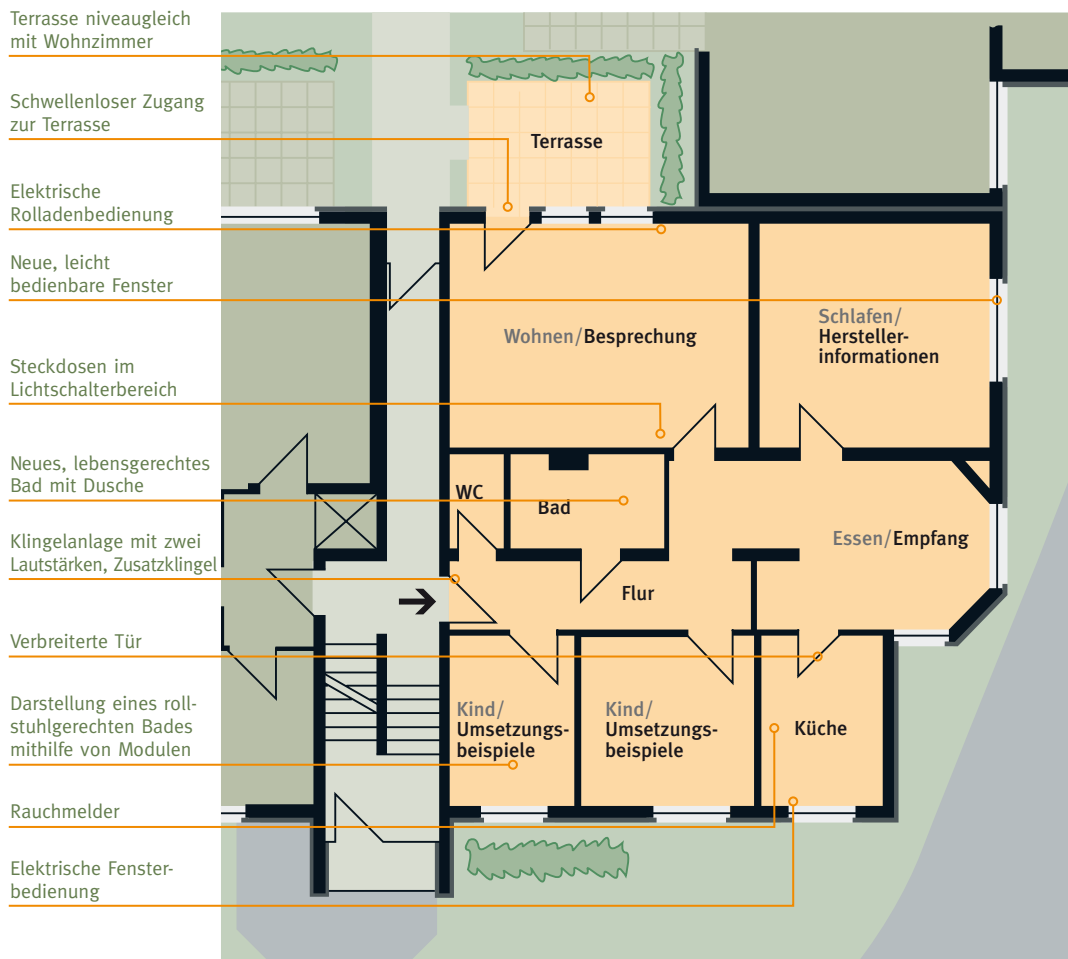 Terrasse niveaugleich
mit Wohnzimmer
Schwellenloser Zugang
zur Terrasse
Elektrische
Rolladenbedienung
Neue, leicht
bedienbare Fenster
Steckdosen im
Lichtschalterbereich
Neues, lebensgerechtes
Bad mit Dusche
Klingelanlage mit zwei
Lautstärken, Zusatzklingel
Verbreiterte Tür
Darstellung eines roll-
stuhlgerechten Bades
mithilfe von Modulen
Rauchmelder
Elektrische Fenster-
bedienung
Terrasse
Wohnen/Besprechung
Schlafen/
Hersteller-
informationen
WC
Bad
Essen/Empfang
Flur
Kind/
Umsetzungs-
beispiele
Kind/
Umsetzungs-
beispiele
Küche